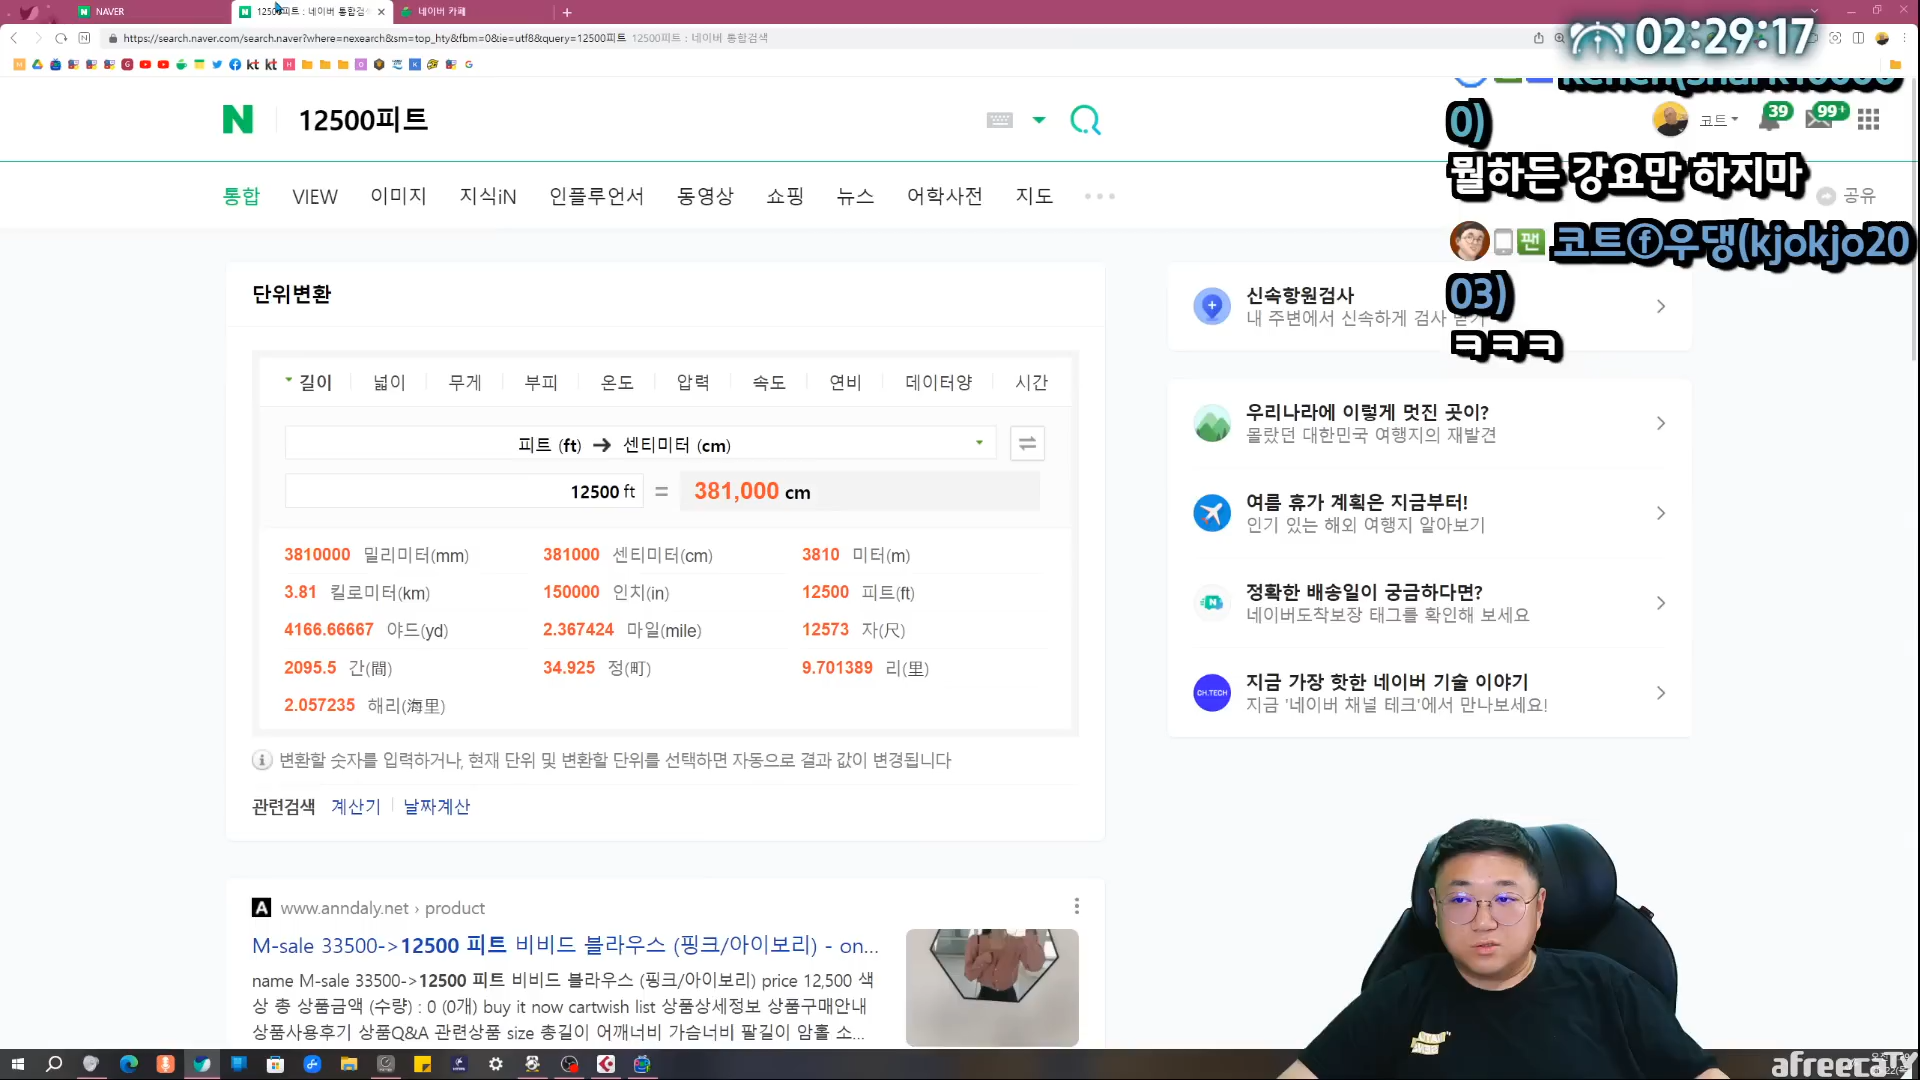 NAVER
12500피트 : 네이버 통합검색
네이버 카페
https://search.naver.com/search.naver?where=nexearch&sm=top_hty&fbm=0&ie=utf8&query=12500피트 12500피트 : 네이버 통합검색
02:29:17
N 12500피트
코트
39
99+
0)
뭘하든 강요만 하지마
팬 코트ⓕ우댕(kjokjo20
03)
ㅋㅋㅋ
통합 VIEW 이미지 지식iN 인플루언서 동영상 쇼핑 뉴스 어학사전 지도
공유
단위변환
길이 넓이 무게 부피 온도 압력 속도 연비 데이터양 시간
피트 (ft) → 센티미터 (cm)
12500 ft = 381,000 cm
3810000 밀리미터(mm) 381000 센티미터(cm) 3810 미터(m)
3.81 킬로미터(km) 150000 인치(in) 12500 피트(ft)
4166.66667 야드(yd) 2.367424 마일(mile) 12573 자(尺)
2095.5 간(間) 34.925 정(町) 9.701389 리(里)
2.057235 해리(海里)
변환할 숫자를 입력하거나, 현재 단위 및 변환할 단위를 선택하면 자동으로 결과 값이 변경됩니다
관련검색 계산기 날짜계산
신속항원검사
내 주변에서 신속하게 검사 받기
우리나라에 이렇게 멋진 곳이?
몰랐던 대한민국 여행지의 재발견
여름 휴가 계획은 지금부터!
인기 있는 해외 여행지 알아보기
정확한 배송일이 궁금하다면?
네이버도착보장 태그를 확인해 보세요
CH.TECH
지금 가장 핫한 네이버 기술 이야기
지금 '네이버 채널 테크'에서 만나보세요!
A www.anndaly.net › product
M-sale 33500->12500 피트 비비드 블라우스 (핑크/아이보리) - on...
name M-sale 33500->12500 피트 비비드 블라우스 (핑크/아이보리) price 12,500 색
상 총 상품금액 (수량) : 0 (0개) buy it now cartwish list 상품상세정보 상품구매안내
상품사용후기 상품Q&A 관련상품 size 총길이 어깨너비 가슴너비 팔길이 암홀 소...
afreecaTV